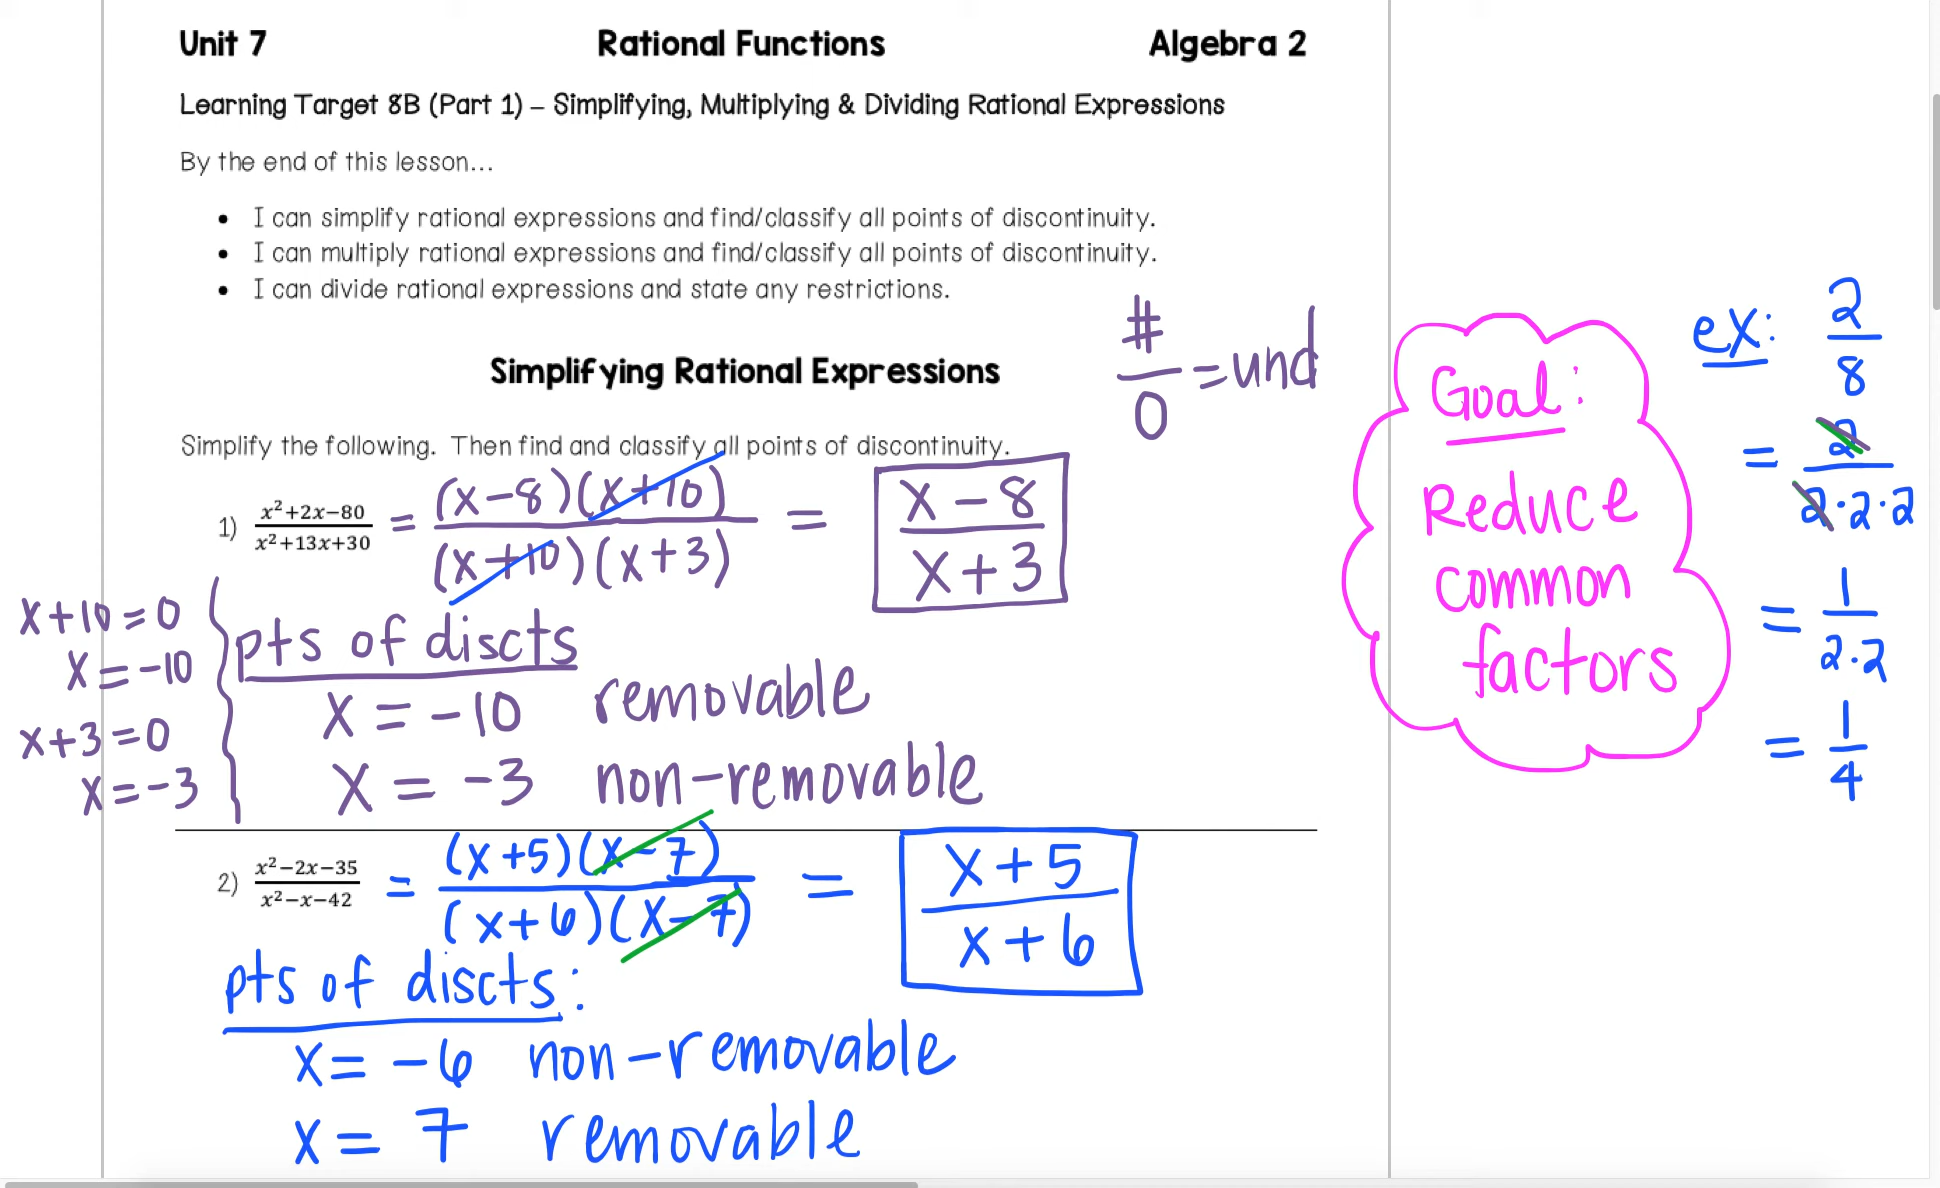 Unit 7 Rational Functions Algebra 2
Learning Target 8B (Part 1) – Simplifying, Multiplying & Dividing Rational Expressions
By the end of this lesson...
• I can simplify rational expressions and find/classify all points of discontinuity.
• I can multiply rational expressions and find/classify all points of discontinuity.
• I can divide rational expressions and state any restrictions.
#/0 = und
Simplifying Rational Expressions
Simplify the following. Then find and classify all points of discontinuity.
1) (x²+2x−80)/(x²+13x+30) = (x−8)(x+10)/(x+10)(x+3) = (x−8)/(x+3)
x+10=0
x=−10
x+3=0
x=−3
pts of discts
x = −10 removable
x = −3 non-removable
2) (x²−2x−35)/(x²−x−42) = (x+5)(x−7)/(x+6)(x−7) = (x+5)/(x+6)
pts of discts:
x = −6 non-removable
x = 7 removable
Goal:
Reduce
common
factors
ex: 2/8
= 2/2·2·2
= 1/2·2
= 1/4